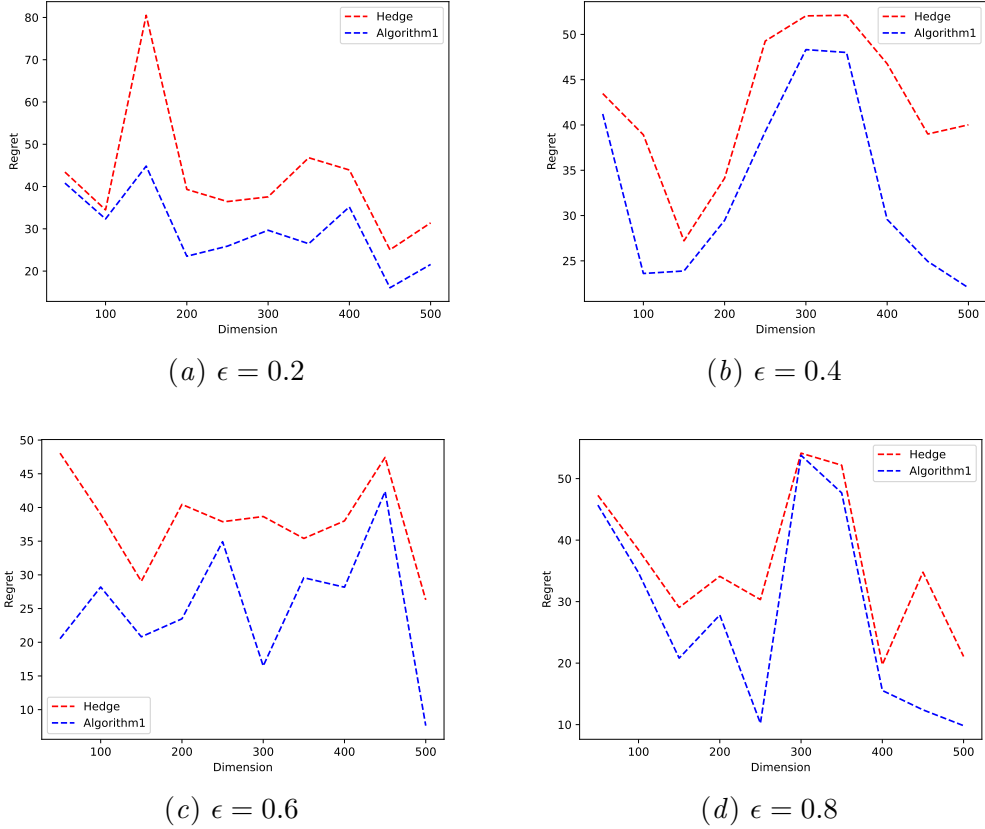 80
70
60
50
40
30
20
Regret
100 200 300 400 500
Dimension
Hedge
Algorithm1
(a) ϵ = 0.2
50
45
40
35
30
25
Regret
100 200 300 400 500
Dimension
Hedge
Algorithm1
(b) ϵ = 0.4
50
45
40
35
30
25
20
15
10
Regret
100 200 300 400 500
Dimension
Hedge
Algorithm1
(c) ϵ = 0.6
50
40
30
20
10
Regret
100 200 300 400 500
Dimension
Hedge
Algorithm1
(d) ϵ = 0.8